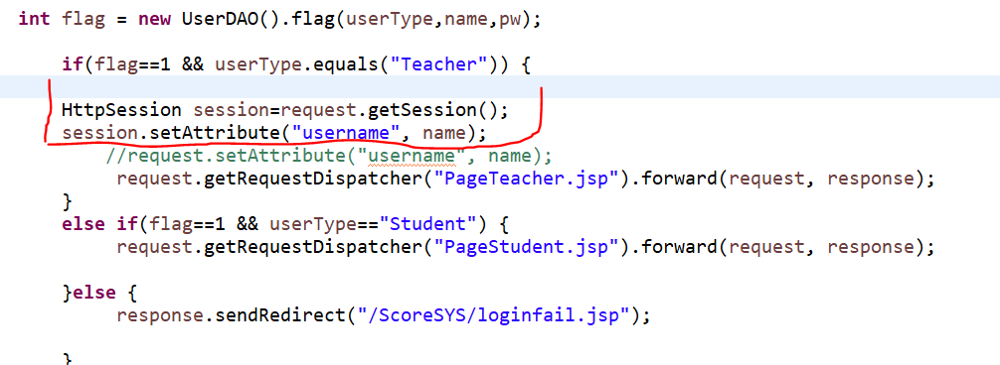 int flag = new UserDAO().flag(userType,name,pw);
if(flag==1 && userType.equals("Teacher")) {
HttpSession session=request.getSession();
session.setAttribute("username", name);
//request.setAttribute("username", name);
request.getRequestDispatcher("PageTeacher.jsp").forward(request, response);
}
else if(flag==1 && userType=="Student") {
request.getRequestDispatcher("PageStudent.jsp").forward(request, response);
}else {
response.sendRedirect("/ScoreSYS/loginfail.jsp");
}